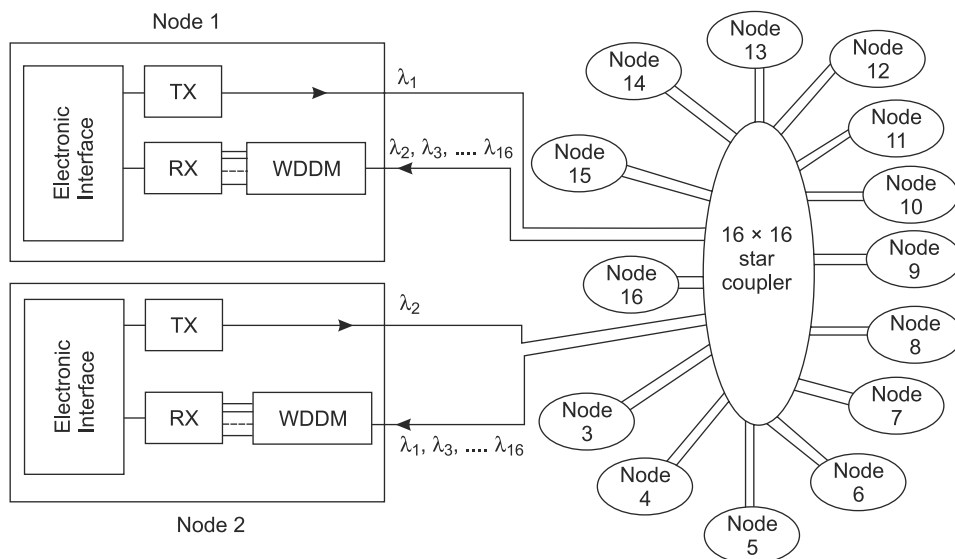 Node 1
Electronic
Interface
TX
RX
WDDM
λ1
λ2, λ3, .... λ16
Node 2
Electronic
Interface
TX
RX
WDDM
λ2
λ1, λ3, .... λ16
16 × 16
star
coupler
Node
13
Node
12
Node
14
Node
11
Node
15
Node
10
Node
9
Node
16
Node
8
Node
7
Node
3
Node
6
Node
4
Node
5